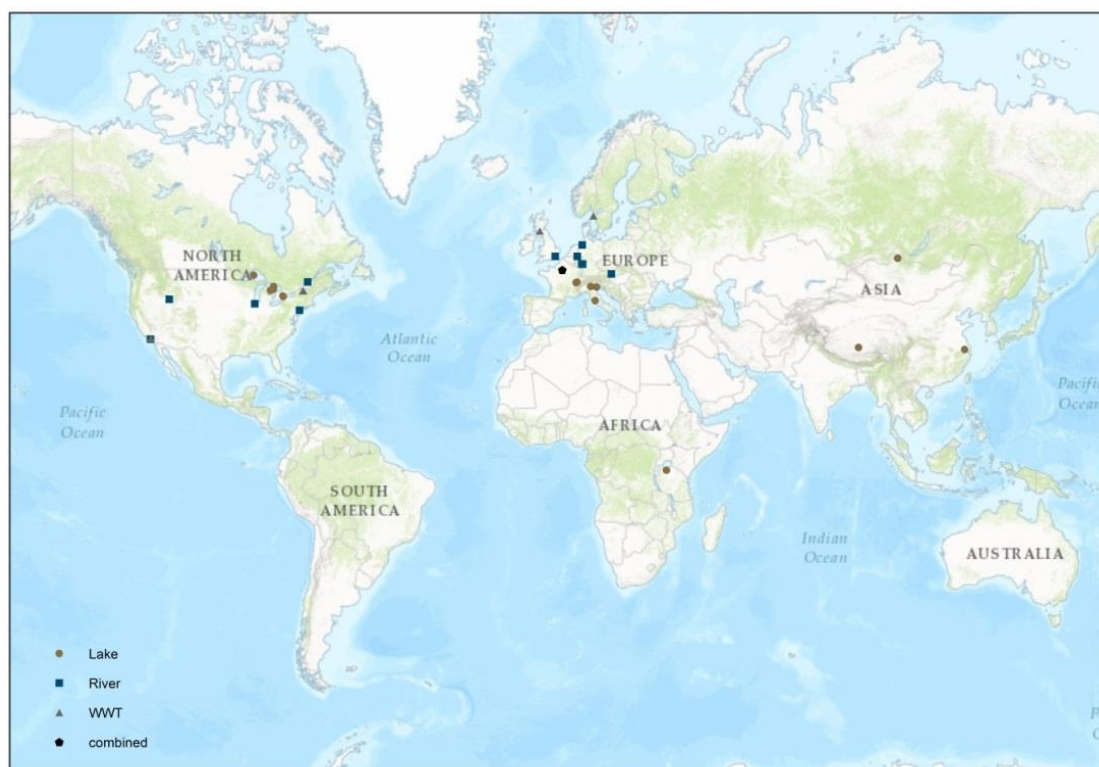 NORTH
AMERICA
EUROPE
ASIA
Atlantic
Ocean
Pacific
Ocean
Pacific
Ocean
AFRICA
SOUTH
AMERICA
Indian
Ocean
AUSTRALIA
Lake
River
WWT
combined